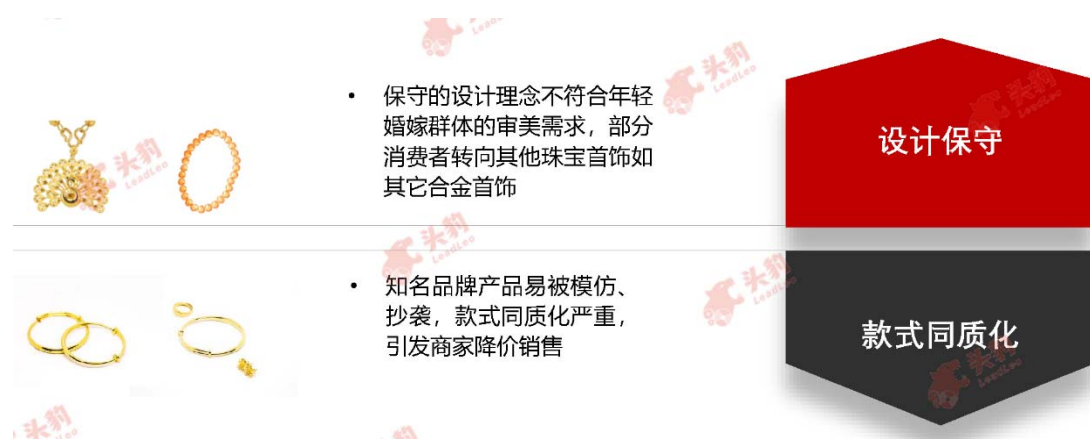 头豹
LeadLeo
• 保守的设计理念不符合年轻
婚嫁群体的审美需求，部分
消费者转向其他珠宝首饰如
其它合金首饰
设计保守
• 知名品牌产品易被模仿、
抄袭，款式同质化严重，
引发商家降价销售
款式同质化